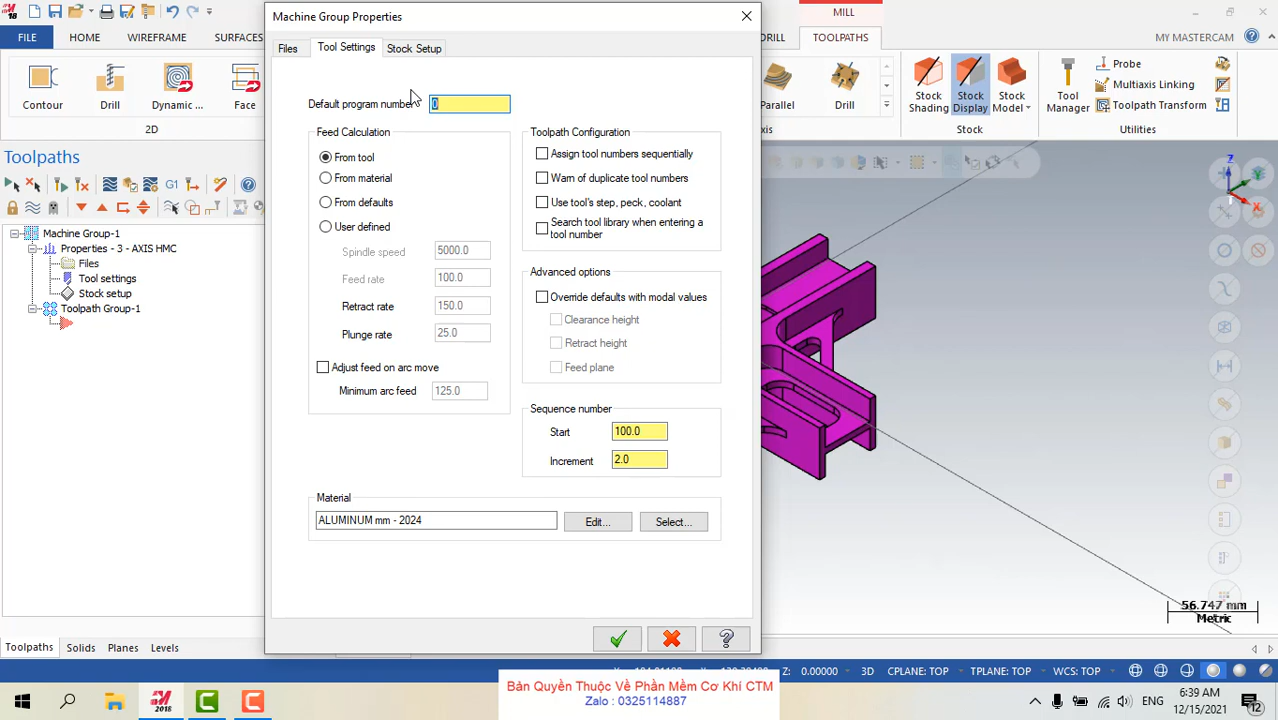 Machine Group Properties
MILL
18
FILE
HOME
WIREFRAME
SURFACES
DRILL
TOOLPATHS
MY MASTERCAM
Files
Tool Settings
Stock Setup
Contour
Drill
Dynamic ...
Face
2D
Parallel
Stock
Shading
Stock
Display
Stock
Model
Stock
Tool
Manager
Probe
Multiaxis Linking
Toolpath Transform
Utilities
Default program number
0
Toolpaths
G1
Machine Group-1
Properties - 3 - AXIS HMC
Files
Tool settings
Stock setup
Toolpath Group-1
Feed Calculation
From tool
From material
From defaults
User defined
Spindle speed
5000.0
Feed rate
100.0
Retract rate
150.0
Plunge rate
25.0
Adjust feed on arc move
Minimum arc feed
125.0
Toolpath Configuration
Assign tool numbers sequentially
Warn of duplicate tool numbers
Use tool's step, peck, coolant
Search tool library when entering a
tool number
Advanced options
Override defaults with modal values
Clearance height
Retract height
Feed plane
Sequence number
Start
100.0
Increment
2.0
Material
ALUMINUM mm - 2024
Edit...
Select...
Z
56.747 mm
Metric
Toolpaths
Solids
Planes
Levels
Z: 0.00000
3D
CPLANE: TOP
TPLANE: TOP
WCS: TOP
Bản Quyền Thuộc Về Phần Mềm Cơ Khí CTM
Zalo : 0325114887
2018
ENG
6:39 AM
12/15/2021
12